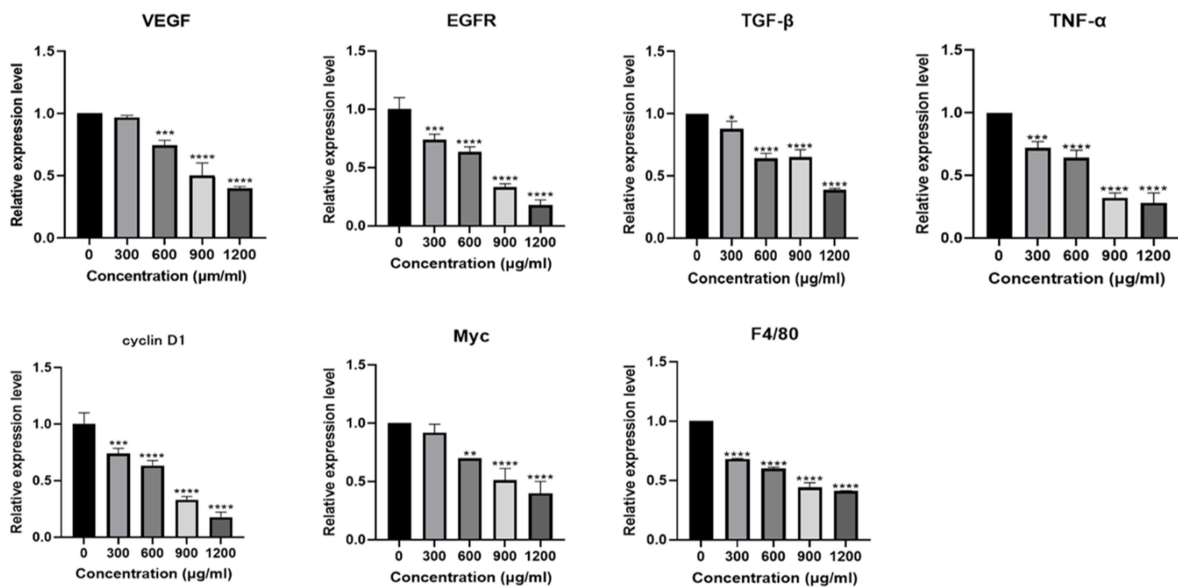 VEGF
Relative expression level
1.5
1.0
0.5
0.0
***
****
****
0 300 600 900 1200
Concentration (µm/ml)
EGFR
Relative expression level
1.5
1.0
0.5
0.0
***
****
****
****
0 300 600 900 1200
Concentration (µg/ml)
TGF-β
Relative expression level
1.5
1.0
0.5
0.0
*
****
****
****
0 300 600 900 1200
Concentration (µg/ml)
TNF-α
Relative expression level
1.5
1.0
0.5
0.0
***
****
****
****
0 300 600 900 1200
Concentration (µg/ml)
cyclin D1
Relative expression level
1.5
1.0
0.5
0.0
***
****
****
****
0 300 600 900 1200
Concentration (µg/ml)
Myc
Relative expression level
1.5
1.0
0.5
0.0
**
****
****
0 300 600 900 1200
Concentration (µg/ml)
F4/80
Relative expression level
1.5
1.0
0.5
0.0
****
****
****
****
0 300 600 900 1200
Concentration (µg/ml)